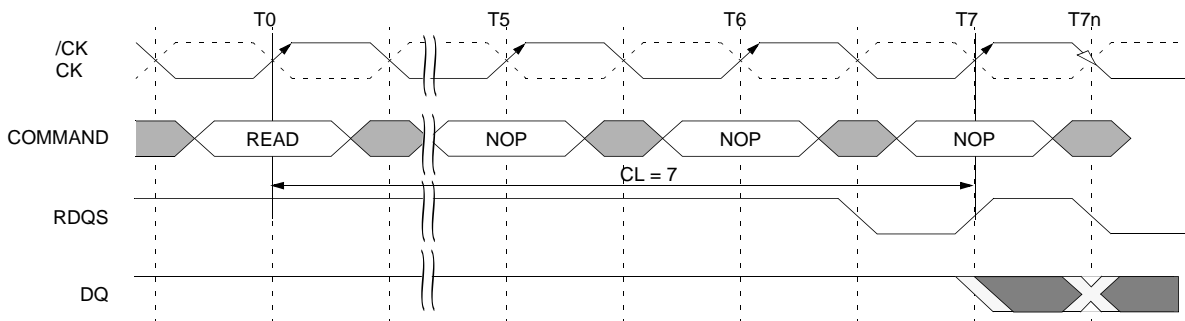 T0 T5 T6 T7 T7n
/CK
CK
COMMAND READ NOP NOP NOP
CL = 7
RDQS
DQ